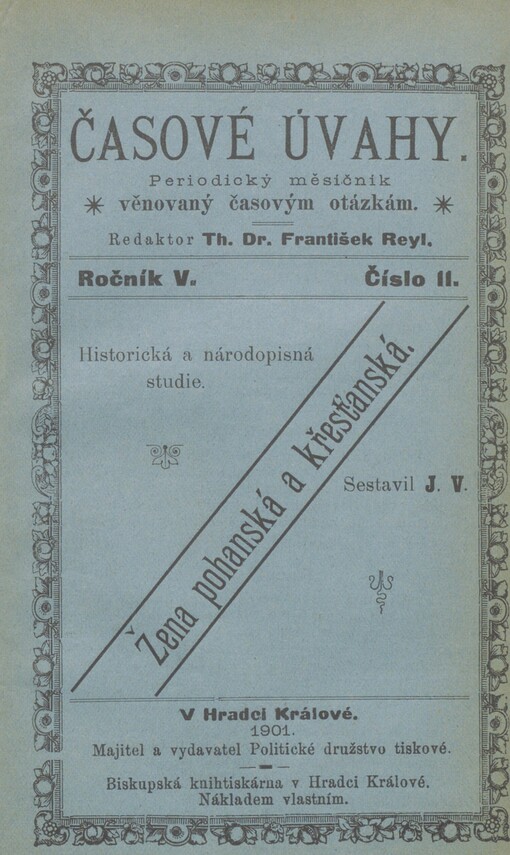 ČASOVÉ ÚVAHY.
Periodický měsíčník
* věnovaný časovým otázkám. *
Redaktor Th. Dr. František Reyl.
Ročník V. Číslo 11.
Historická a národopisná
studie.
Žena pohanská a křesťanská.
Sestavil J. V.
V Hradci Králové.
1901.
Majitel a vydavatel Politické družstvo tiskové.
Biskupská knihtiskárna v Hradci Králové.
Nákladem vlastním.